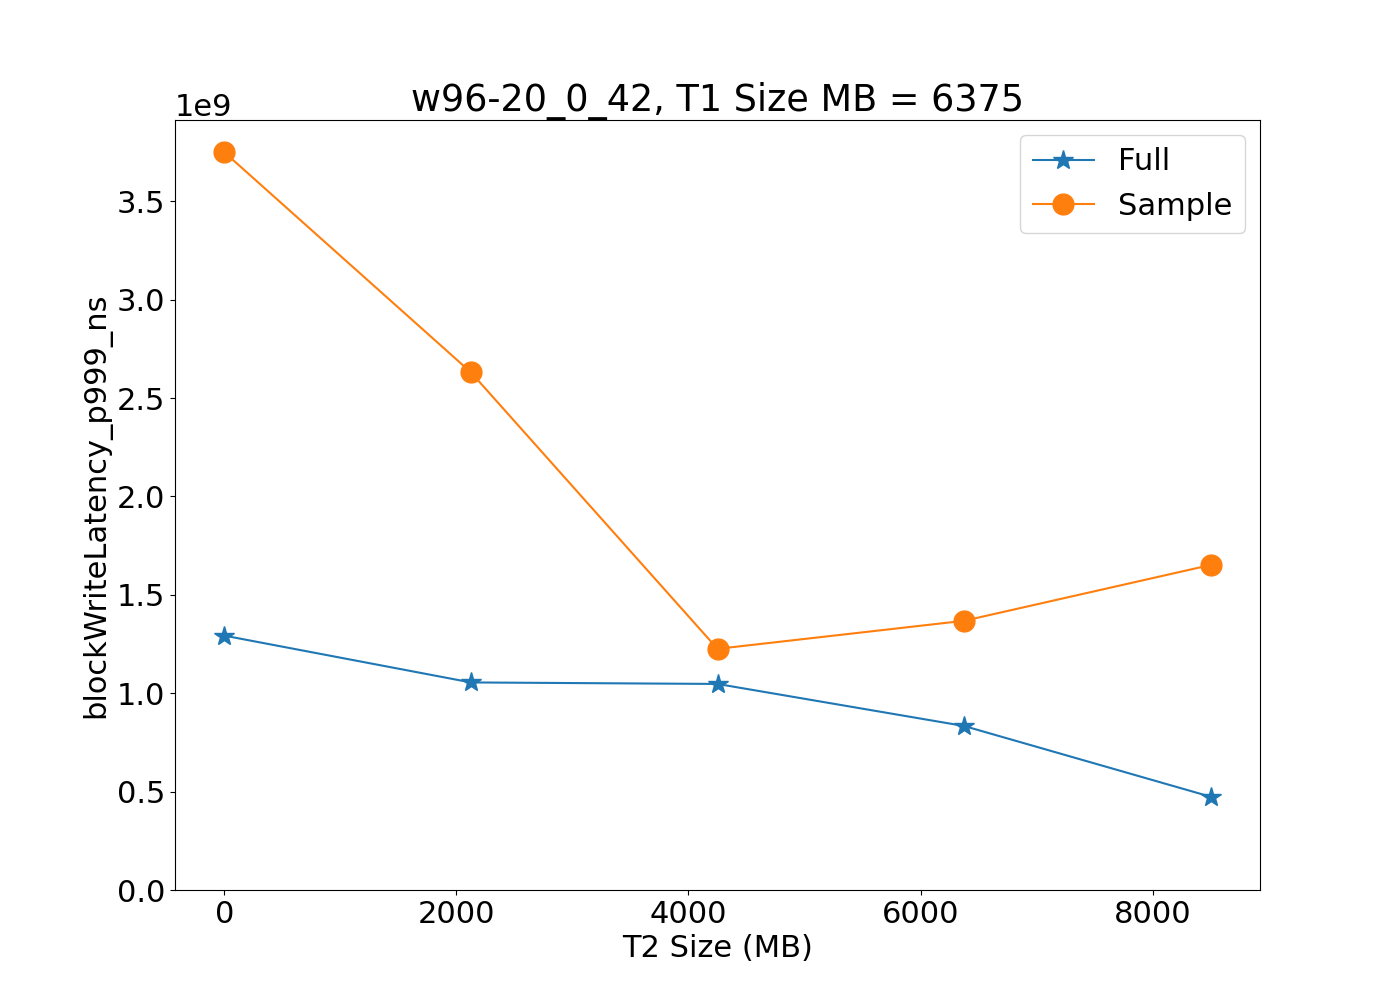 w96-20_0_42, T1 Size MB = 6375
1e9
Full
Sample
3.5
3.0
2.5
2.0
1.5
1.0
0.5
0.0
blockWriteLatency_p999_ns
0 2000 4000 6000 8000
T2 Size (MB)